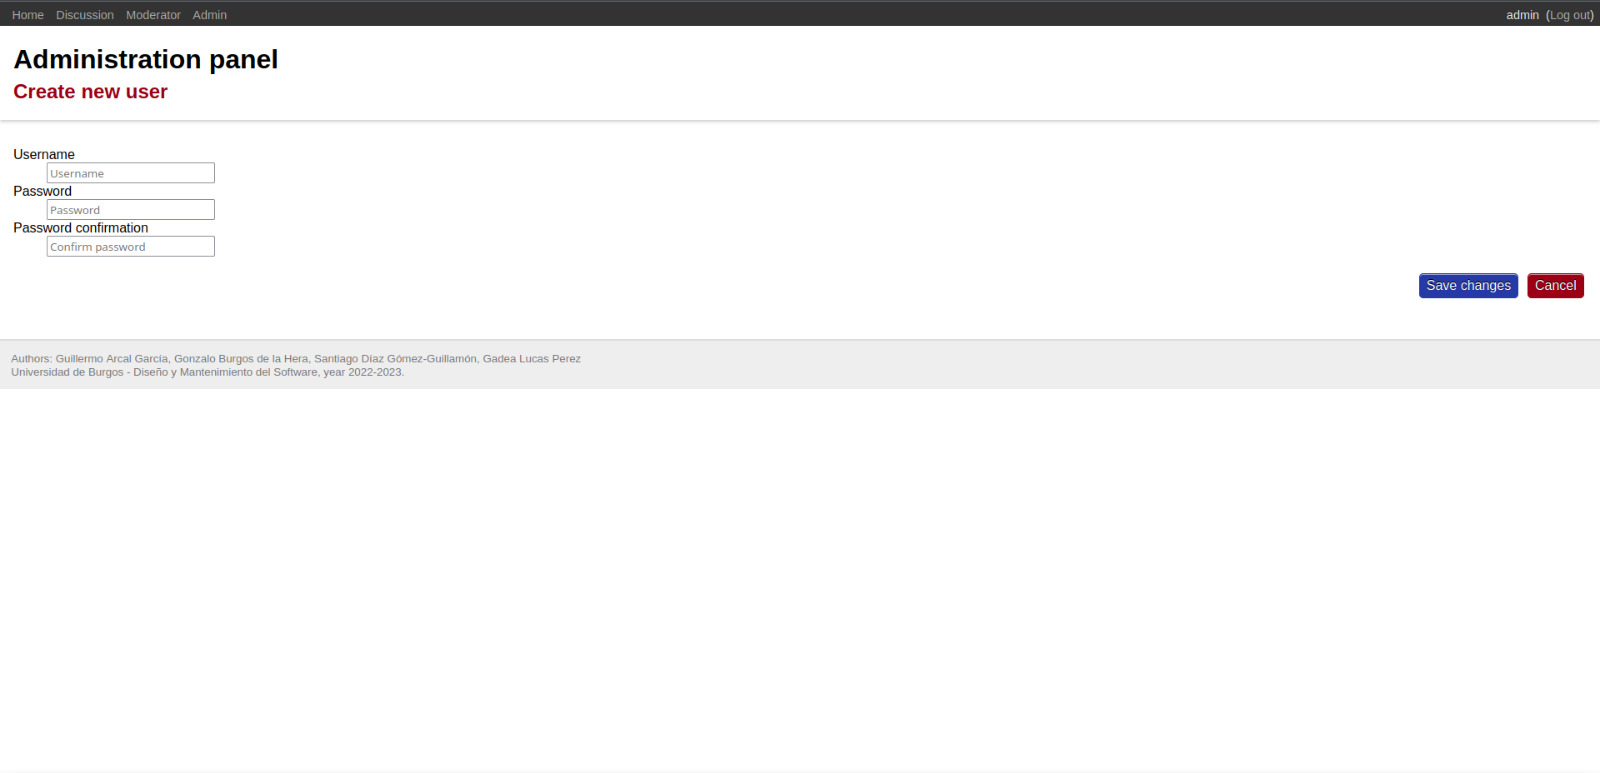 Home Discussion Moderator Admin admin (Log out)
Administration panel
Create new user
Username
Username
Password
Password
Password confirmation
Confirm password
Save changes Cancel
Authors: Guillermo Arcal García, Gonzalo Burgos de la Hera, Santiago Díaz Gómez-Guillamón, Gadea Lucas Perez
Universidad de Burgos - Diseño y Mantenimiento del Software, year 2022-2023.